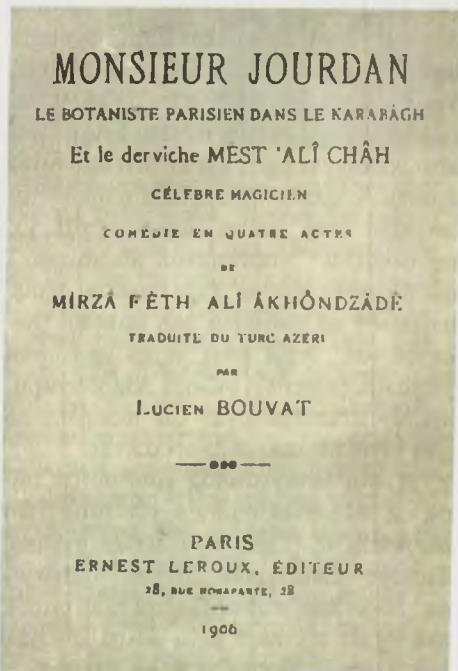 MONSIEUR JOURDAN
LE BOTANISTE PARISIEN DANS LE KARABÂGH
Et le derviche MEST 'ALÎ CHÂH
CÉLEBRE MAGICIEN
COMÉDIE EN QUATRE ACTES
DE
MÎRZÂ FÈTH ALÎ ÂKHÔNDZÂDÈ
TRADUITE DU TURC AZÉRI
PAR
LUCIEN BOUVAT
PARIS
ERNEST LEROUX, ÉDITEUR
28, RUE BONAPARTE, 28
1906